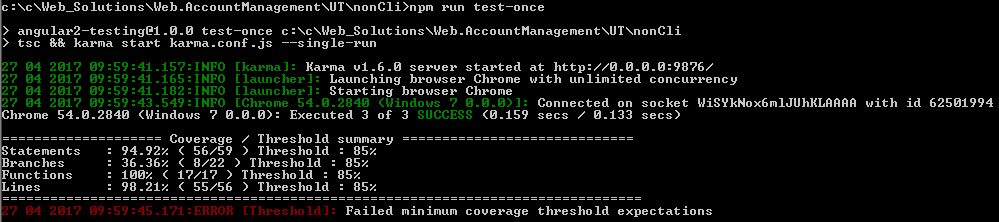 c:\c\Web_Solutions\Web.AccountManagement\UT\nonCli>npm run test-once
> angular2-testing@1.0.0 test-once c:\c\Web_Solutions\Web.AccountManagement\UT\nonCli
> tsc && karma start karma.conf.js --single-run
27 04 2017 09:59:41.157:INFO [karma]: Karma v1.6.0 server started at http://0.0.0.0:9876/
27 04 2017 09:59:41.165:INFO [launcher]: Launching browser Chrome with unlimited concurrency
27 04 2017 09:59:41.182:INFO [launcher]: Starting browser Chrome
27 04 2017 09:59:43.549:INFO [Chrome 54.0.2840 (Windows 7 0.0.0)]: Connected on socket WiSYkNox6mlJUhKLAAAA with id 62501994
Chrome 54.0.2840 (Windows 7 0.0.0): Executed 3 of 3 SUCCESS (0.159 secs / 0.133 secs)
==================== Coverage / Threshold summary =============================
Statements   : 94.92% ( 56/59 ) Threshold : 85%
Branches     : 36.36% ( 8/22 ) Threshold : 85%
Functions    : 100% ( 17/17 ) Threshold : 85%
Lines        : 98.21% ( 55/56 ) Threshold : 85%
================================================================================
27 04 2017 09:59:45.171:ERROR [Threshold]: Failed minimum coverage threshold expectations